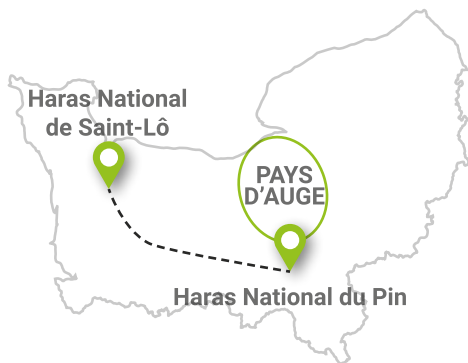 Haras National
de Saint-Lô
PAYS
D'AUGE
Haras National du Pin